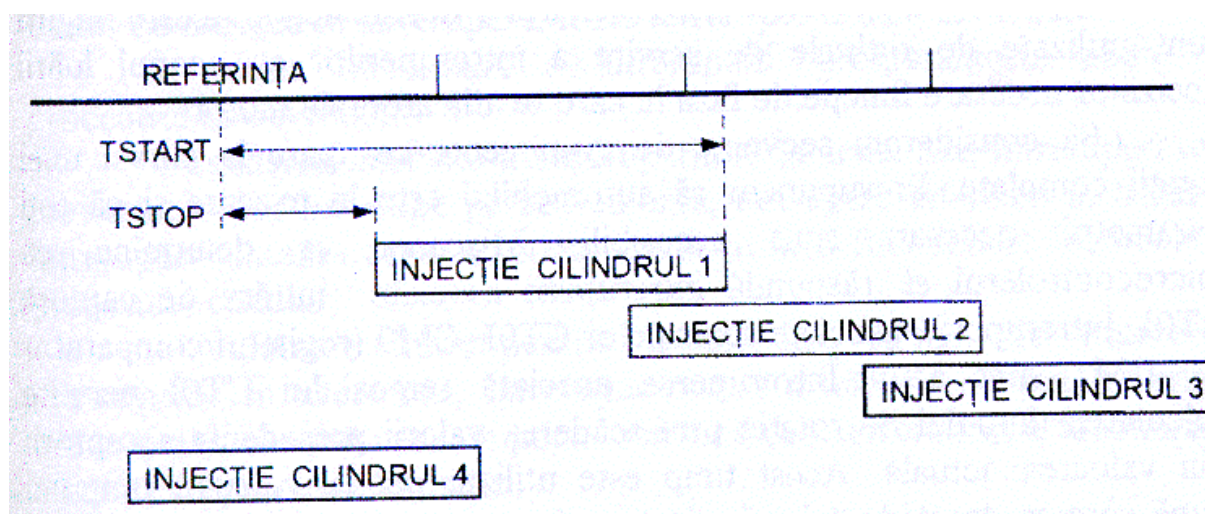 REFERINȚA
TSTART
TSTOP
INJECȚIE CILINDRUL 1
INJECȚIE CILINDRUL 2
INJECȚIE CILINDRUL 3
INJECȚIE CILINDRUL 4